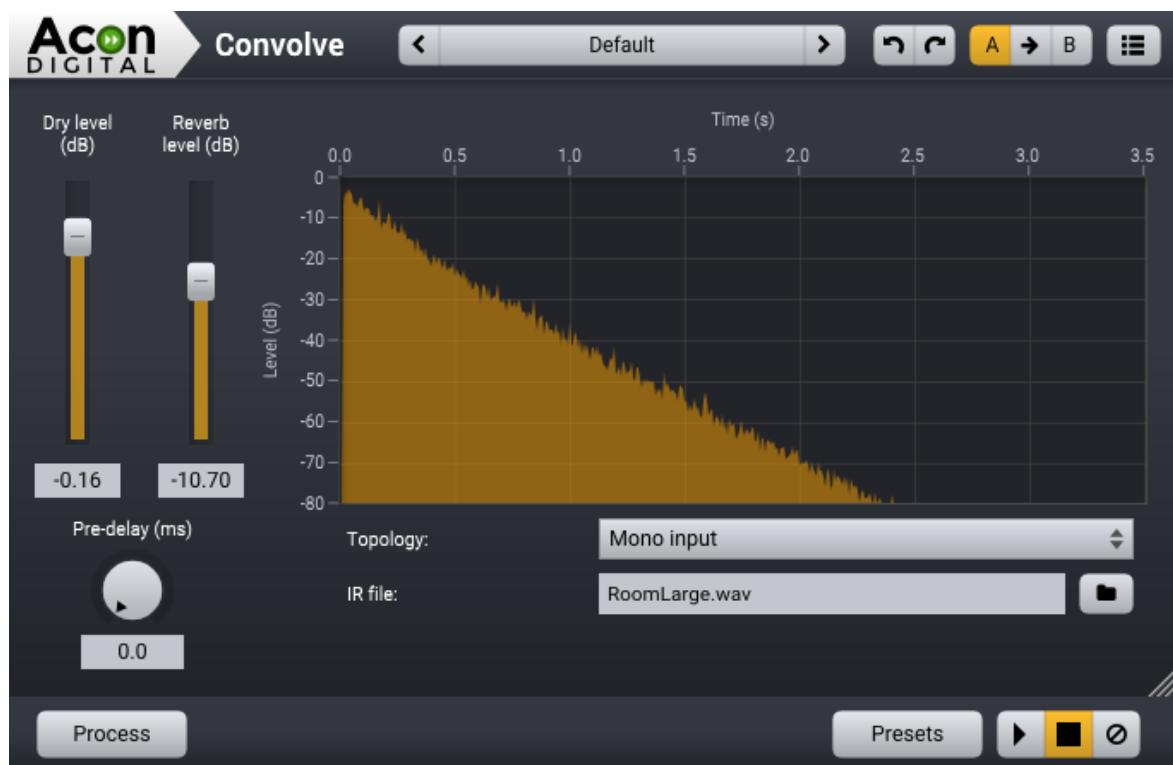 Acon
DIGITAL
Convolve
Default
A
B
Dry level
(dB)
Reverb
level (dB)
Time (s)
0.0 0.5 1.0 1.5 2.0 2.5 3.0 3.5
Level (dB)
0
-10
-20
-30
-40
-50
-60
-70
-80
-0.16
-10.70
Pre-delay (ms)
0.0
Topology:
Mono input
IR file:
RoomLarge.wav
Process
Presets